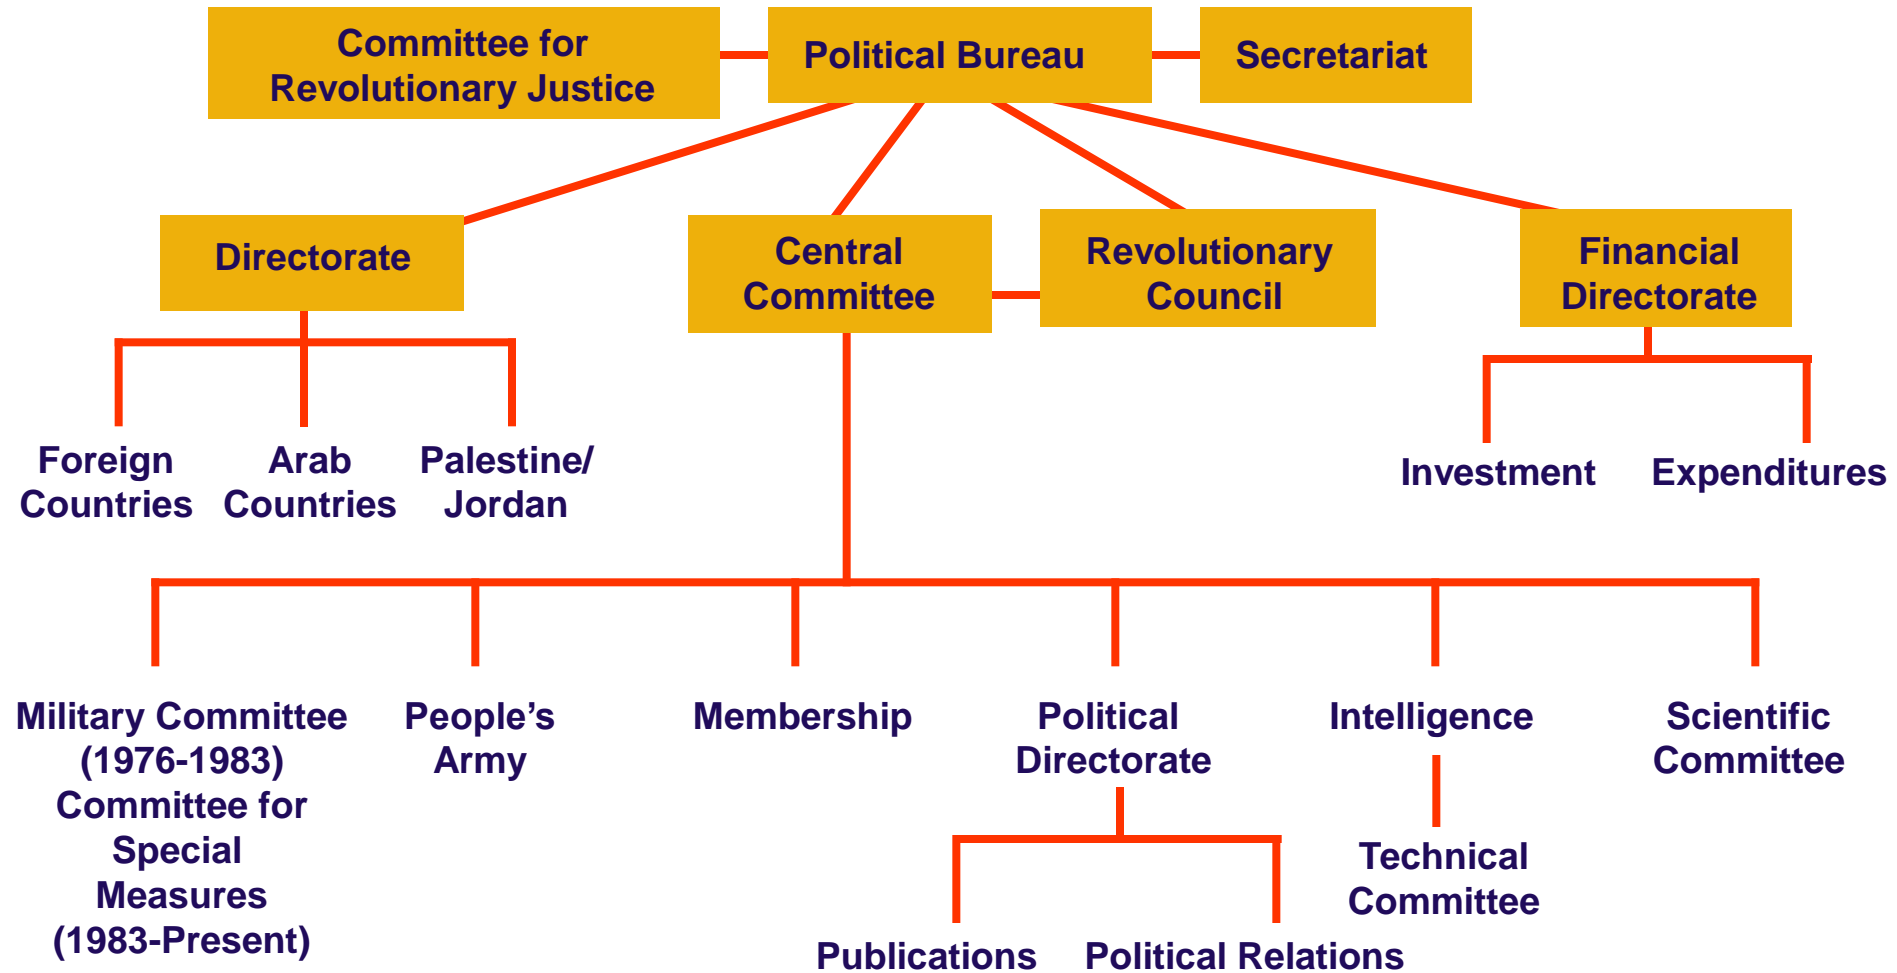 Committee for
Revolutionary Justice
Political Bureau
Secretariat
Directorate
Central
Committee
Revolutionary
Council
Financial
Directorate
Foreign
Countries
Arab
Countries
Palestine/
Jordan
Investment
Expenditures
Military Committee
(1976-1983)
Committee for
Special
Measures
(1983-Present)
People’s
Army
Membership
Political
Directorate
Intelligence
Scientific
Committee
Technical
Committee
Publications
Political Relations